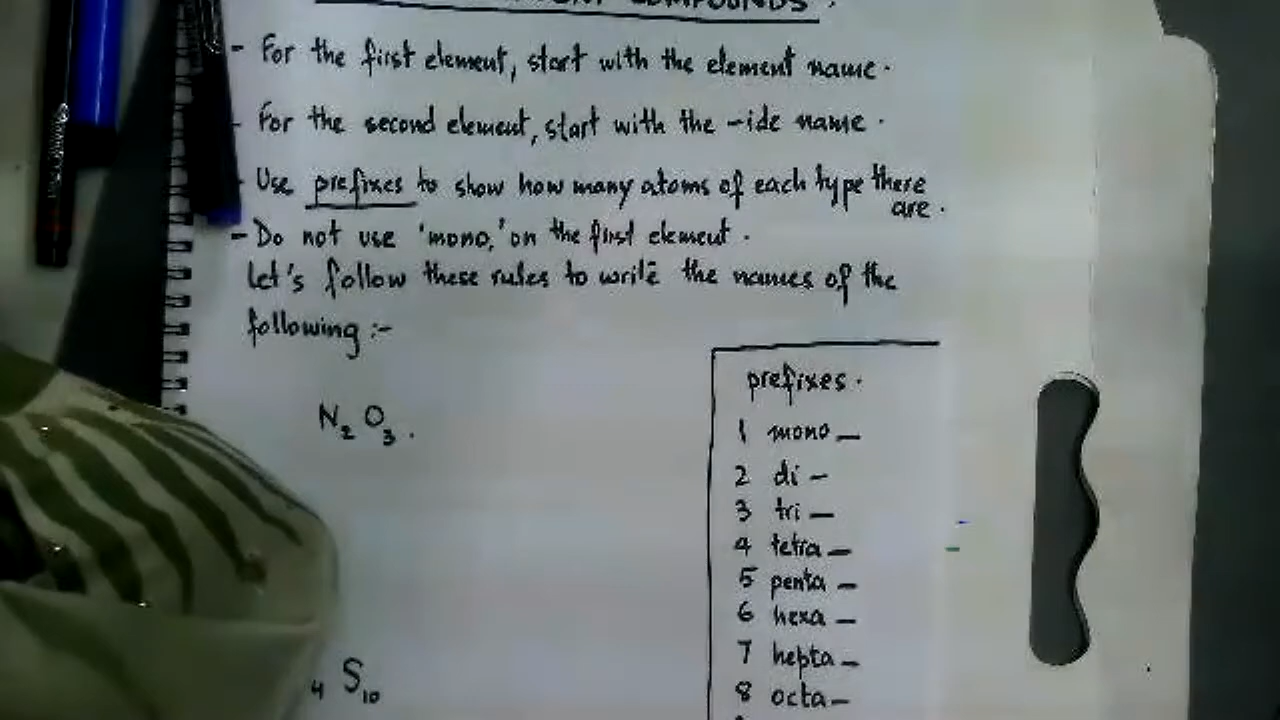 COMPOUNDS.
- For the first element, start with the element name.
- For the second element, start with the -ide name.
Use prefixes to show how many atoms of each type there are.
- Do not use 'mono,' on the first element.
Let's follow these rules to write the names of the
following :-
N₂O₃.
prefixes.
1 mono –
2 di –
3 tri –
4 tetra –
5 penta –
6 hexa –
7 hepta –
8 octa –
₄ S₁₀